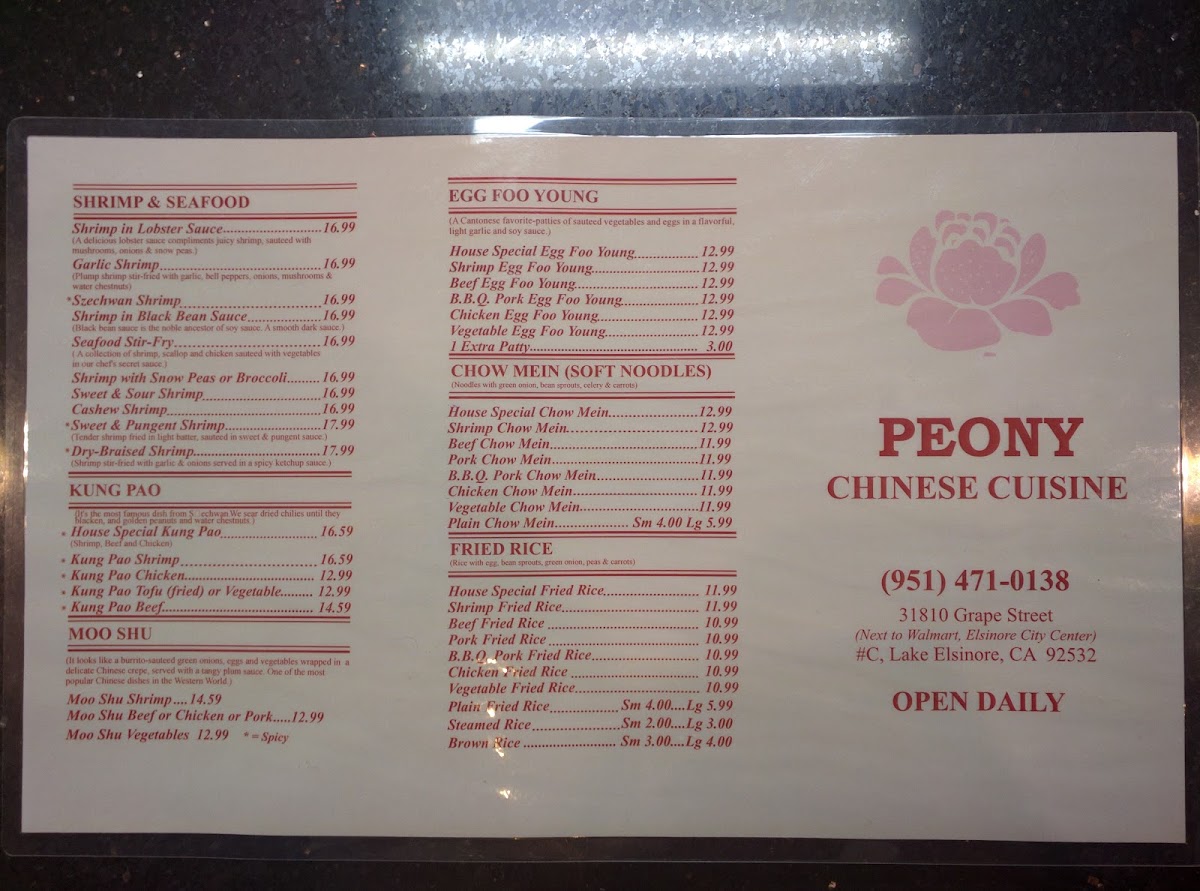 SHRIMP & SEAFOOD
Shrimp in Lobster Sauce............................16.99
(A delicious lobster sauce compliments juicy shrimp, sauteed with
mushrooms, onions & snow peas.)
Garlic Shrimp..............................................16.99
(Plump shrimp stir-fried with garlic, bell peppers, onions, mushrooms &
water chestnuts)
*Szechwan Shrimp.......................................16.99
Shrimp in Black Bean Sauce.....................16.99
(Black bean sauce is the noble ancestor of soy sauce. A smooth dark sauce.)
Seafood Stir-Fry..........................................16.99
( A collection of shrimp, scallop and chicken sauteed with vegetables
in our chef's secret sauce.)
Shrimp with Snow Peas or Broccoli.........16.99
Sweet & Sour Shrimp.................................16.99
Cashew Shrimp...........................................16.99
*Sweet & Pungent Shrimp...........................17.99
(Tender shrimp fried in light batter, sauteed in sweet & pungent sauce.)
*Dry-Braised Shrimp...................................17.99
(Shrimp stir-fried with garlic & onions served in a spicy ketchup sauce.)
KUNG PAO
(It's the most famous dish from S wan We sear dried chilies until they
blacken, and golden peanuts and water chestnuts.)
* House Special Kung Pao...........................16.59
(Shrimp, Beef and Chicken)
* Kung Pao Shrimp.....................................16.59
* Kung Pao Chicken....................................12.99
* Kung Pao Tofu (fried) or Vegetable.........12.99
* Kung Pao Beef..........................................14.59
MOO SHU
(It looks like a burrito-sauteed green onions, eggs and vegetables wrapped in a
delicate Chinese crepe, served with a tangy plum sauce. One of the most
popular Chinese dishes in the Western World.)
Moo Shu Shrimp....14.59
Moo Shu Beef or Chicken or Pork.....12.99
Moo Shu Vegetables 12.99 * = Spicy
EGG FOO YOUNG
(A Cantonese favorite-patties of sauteed vegetables and eggs in a flavorful,
light garlic and soy sauce.)
House Special Egg Foo Young.................12.99
Shrimp Egg Foo Young............................12.99
Beef Egg Foo Young.................................12.99
B.B.Q. Pork Egg Foo Young.....................12.99
Chicken Egg Foo Young...........................12.99
Vegetable Egg Foo Young.........................12.99
1 Extra Patty.............................................. 3.00
CHOW MEIN (SOFT NOODLES)
(Noodles with green onion, bean sprouts, celery & carrots)
House Special Chow Mein.........................12.99
Shrimp Chow Mein....................................12.99
Beef Chow Mein........................................11.99
Pork Chow Mein........................................11.99
B.B.Q. Pork Chow Mein............................11.99
Chicken Chow Mein..................................11.99
Vegetable Chow Mein................................11.99
Plain Chow Mein.................... Sm 4.00 Lg 5.99
FRIED RICE
(Rice with egg, bean sprouts, green onion, peas & carrots)
House Special Fried Rice........................... 11.99
Shrimp Fried Rice...................................... 11.99
Beef Fried Rice .......................................... 10.99
Pork Fried Rice .......................................... 10.99
B.B.Q. Pork Fried Rice.............................. 10.99
Chicken Fried Rice .................................... 10.99
Vegetable Fried Rice................................... 10.99
Plain Fried Rice.................. Sm 4.00....Lg 5.99
Steamed Rice....................... Sm 2.00....Lg 3.00
Brown Rice ......................... Sm 3.00....Lg 4.00
PEONY
CHINESE CUISINE
(951) 471-0138
31810 Grape Street
(Next to Walmart, Elsinore City Center)
#C, Lake Elsinore, CA 92532
OPEN DAILY